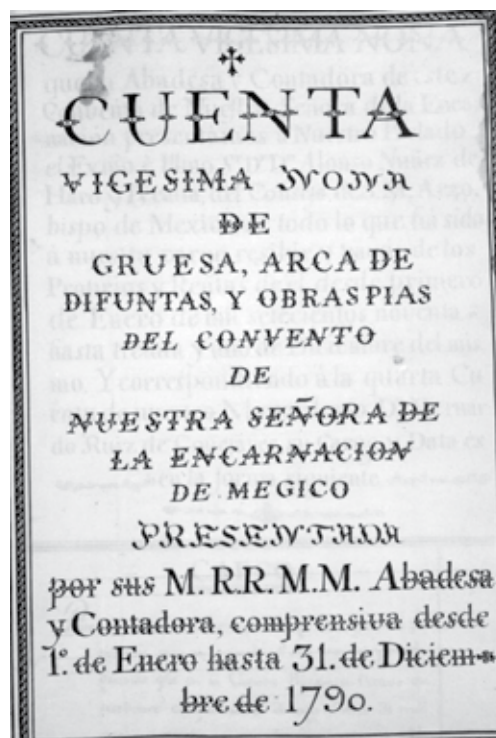 CUENTA
VIGESIMA NONA
DE
GRUESA, ARCA DE
DIFUNTAS, Y OBRAS PIAS
DEL CONVENTO
DE
NUESTRA SEÑORA DE
LA ENCARNACION
DE MEGICO
PRESENTADA
por sus M.R.R.M.M. Abadesa
y Contadora, comprensiva desde
1º. de Enero hasta 31. de Diciem-
bre de 1790.